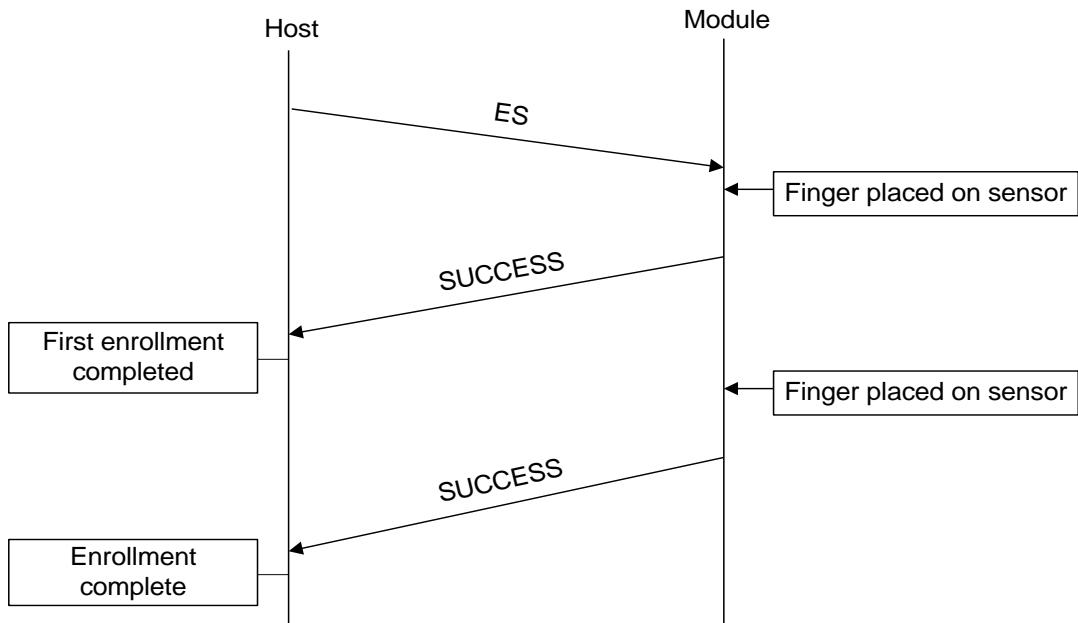 Host
Module
ES
Finger placed on sensor
SUCCESS
First enrollment
completed
Finger placed on sensor
SUCCESS
Enrollment
complete